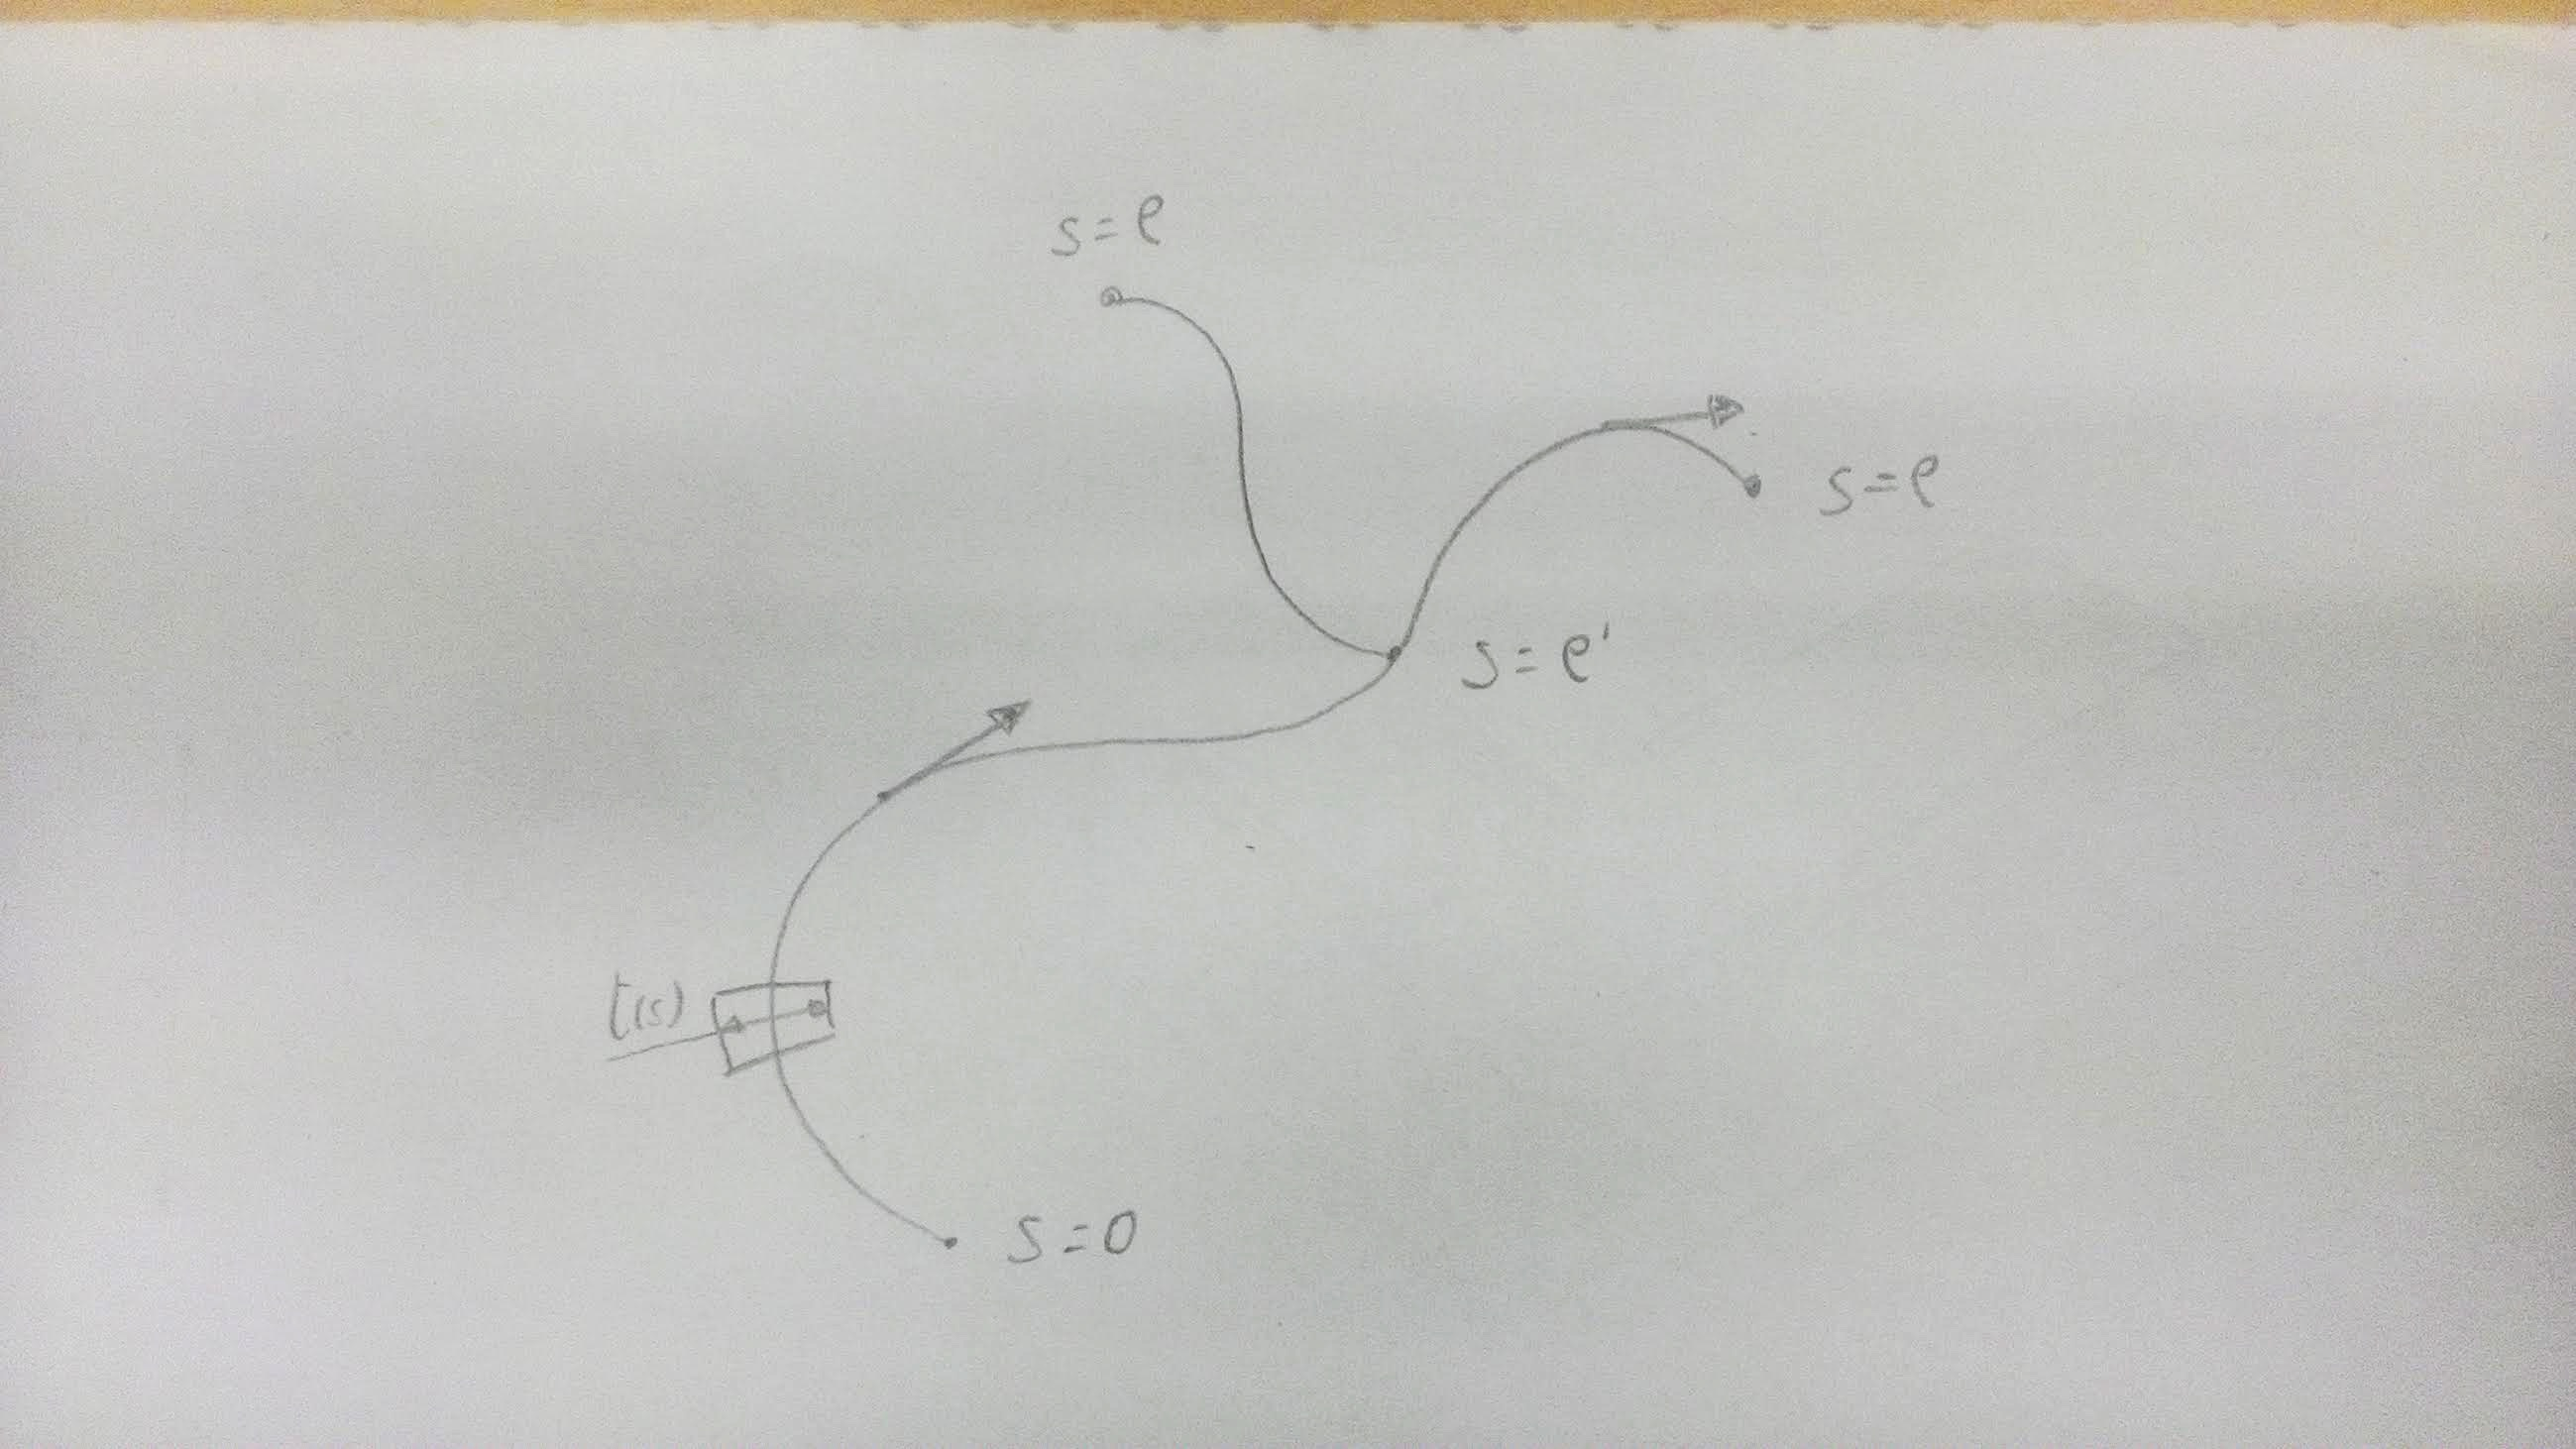 s=ℓ
s=ℓ
s=ℓ'
t(s)
s=0